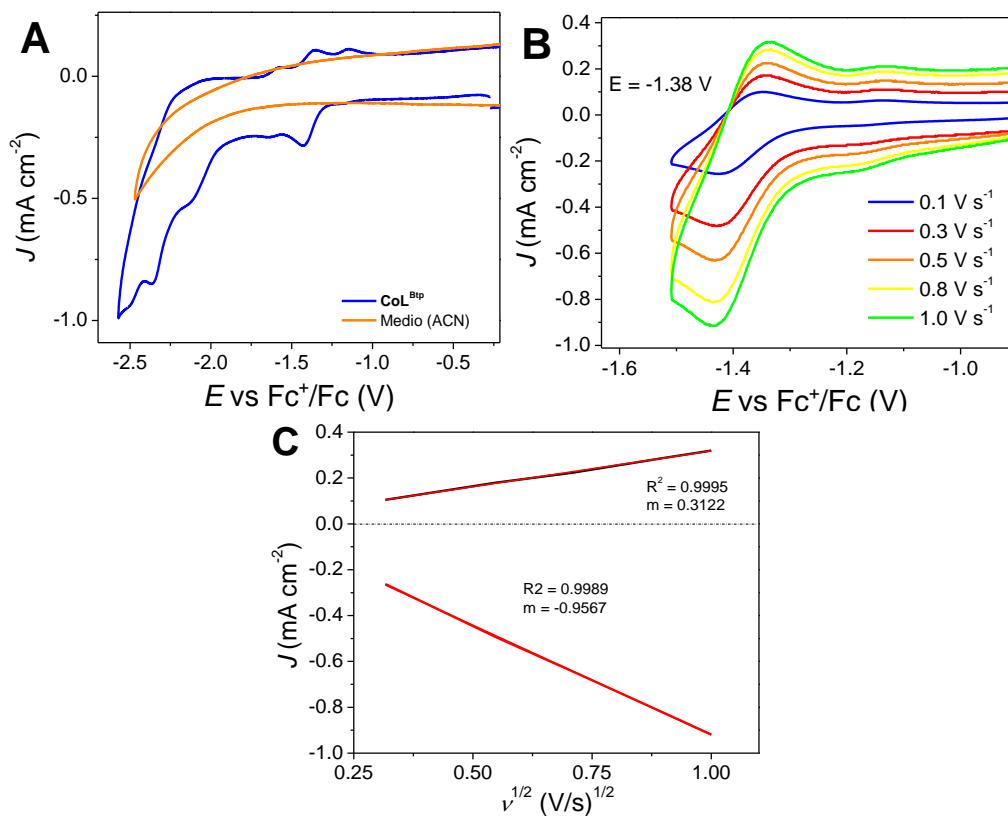 A
0.0
-0.5
-1.0
J (mA cm⁻²)
CoL^Btp
Medio (ACN)
-2.5 -2.0 -1.5 -1.0 -0.5
E vs Fc⁺/Fc (V)
B
0.4
0.2
0.0
-0.2
-0.4
-0.6
-0.8
-1.0
J (mA cm⁻²)
E = -1.38 V
0.1 V s⁻¹
0.3 V s⁻¹
0.5 V s⁻¹
0.8 V s⁻¹
1.0 V s⁻¹
-1.6 -1.4 -1.2 -1.0
E vs Fc⁺/Fc (V)
C
0.4
0.2
0.0
-0.2
-0.4
-0.6
-0.8
-1.0
J (mA cm⁻²)
R² = 0.9995
m = 0.3122
R2 = 0.9989
m = -0.9567
0.25 0.50 0.75 1.00
ν^1/2 (V/s)^1/2